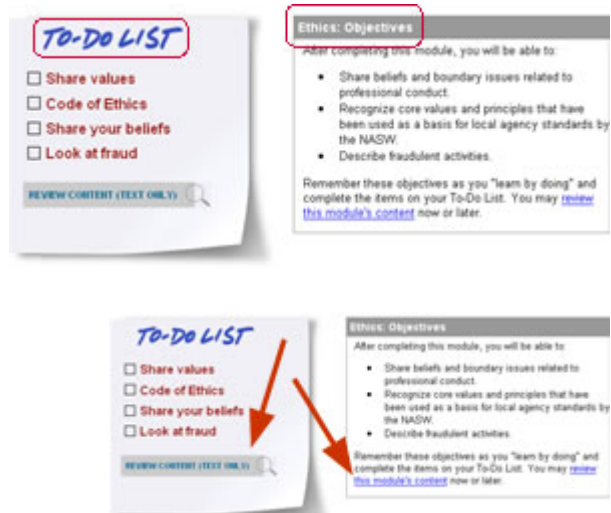 TO-DO LIST
Share values
Code of Ethics
Share your beliefs
Look at fraud
REVIEW CONTENT (TEXT ONLY)
Ethics: Objectives
After completing this module, you will be able to:
Share beliefs and boundary issues related to
professional conduct.
Recognize core values and principles that have
been used as a basis for local agency standards by
the NASW.
Describe fraudulent activities.
Remember these objectives as you "learn by doing" and
complete the items on your To-Do List. You may review
this module's content now or later.
TO-DO LIST
Share values
Code of Ethics
Share your beliefs
Look at fraud
REVIEW CONTENT (TEXT ONLY)
Ethics: Objectives
After completing this module, you will be able to:
Share beliefs and boundary issues related to
professional conduct.
Recognize core values and principles that have
been used as a basis for local agency standards by
the NASW.
Describe fraudulent activities.
Remember these objectives as you "learn by doing" and
complete the items on your To-Do List. You may review
this module's content now or later.